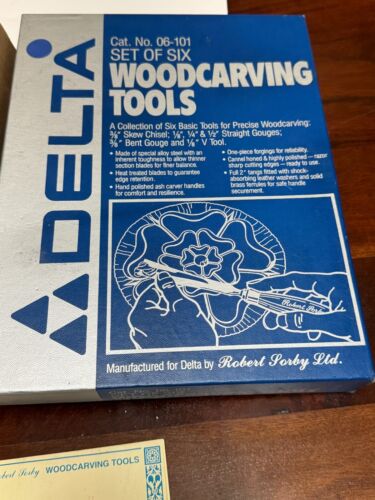 DELTA
Cat. No. 06-101
SET OF SIX
WOODCARVING
TOOLS
A Collection of Six Basic Tools for Precise Woodcarving:
⅜" Skew Chisel; ⅛", ¼" & ½" Straight Gouges;
⅜" Bent Gouge and ⅛" V Tool.
• Made of special alloy steel with an
inherent toughness to allow thinner
section blades for finer balance.
• Heat treated blades to guarantee
edge retention.
• Hand polished ash carver handles
for comfort and resilience.
• One-piece forgings for reliability.
• Cannel honed & highly polished — razor
sharp cutting edges — ready to use.
• Full 2" tangs fitted with shock-
absorbing leather washers and solid
brass ferrules for safe handle
securement.
Robert Sorby
Manufactured for Delta by Robert Sorby Ltd.
Robert Sorby WOODCARVING TOOLS